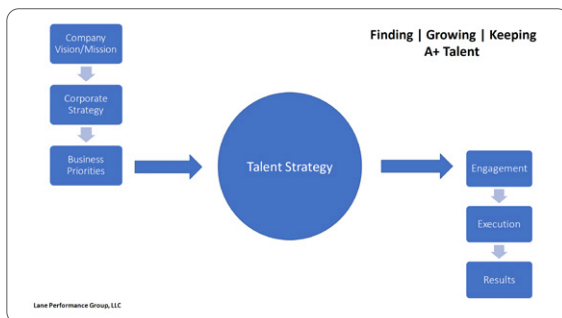 Company
Vision/Mission
Corporate
Strategy
Business
Priorities
Finding | Growing | Keeping
A+ Talent
Talent Strategy
Engagement
Execution
Results
Lane Performance Group, LLC